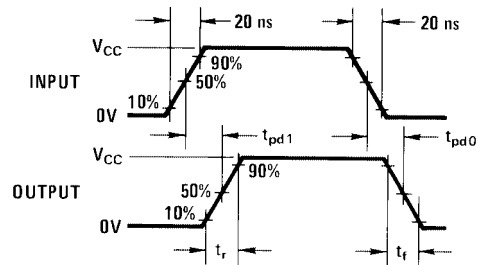 20 ns
20 ns
VCC
90%
50%
INPUT
10%
0V
tpd1
tpd0
VCC
90%
50%
OUTPUT
10%
0V
tr
tf